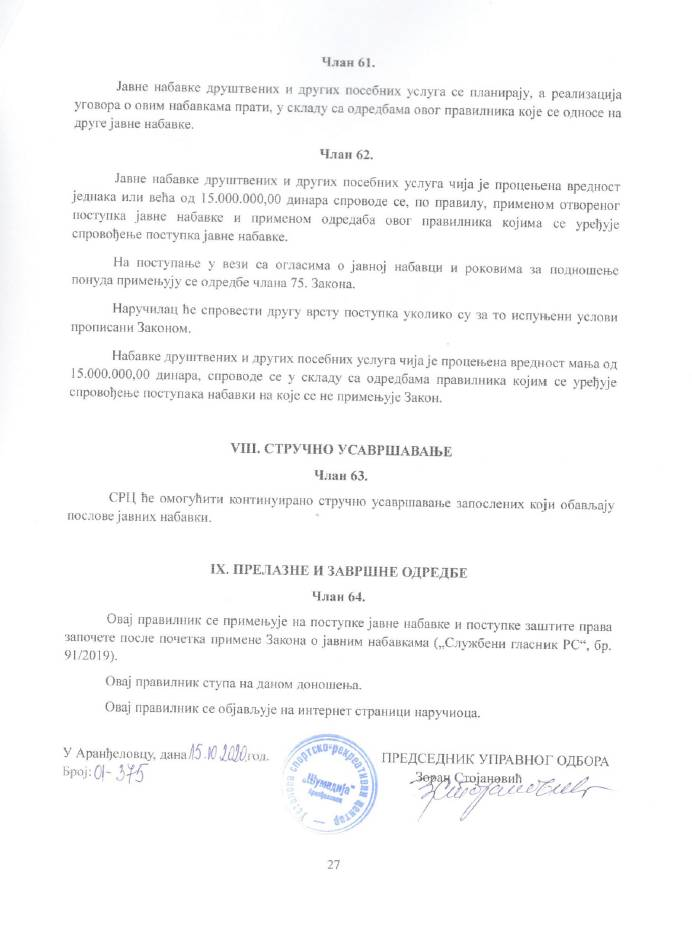 Члан 61.
Јавне набавке друштвених и других посебних услуга се планирају, а реализација
уговора о овим набавкама прати, у складу са одредбама овог правилника које се односе на
друге јавне набавке.
Члан 62.
Јавне набавке друштвених и других посебних услуга чија је процењена вредност
једнака или већа од 15.000.000,00 динара спроводе се, по правилу, применом отвореног
поступка јавне набавке и применом одредаба овог правилника којима се уређује
спровођење поступка јавне набавке.
На поступање у вези са огласима о јавној набавци и роковима за подношење
понуда примењују се одредбе члана 75. Закона.
Наручилац ће спровести другу врсту поступка уколико су за то испуњени услови
прописани Законом.
Набавке друштвених и других посебних услуга чија је процењена вредност мања од
15.000.000,00 динара, спроводе се у складу са одредбама правилника којим се уређује
спровођење поступака набавки на које се не примењује Закон.
VIII. СТРУЧНО УСАВРШАВАЊЕ
Члан 63.
СРЦ ће омогућити континуирано стручно усавршавање запослених који обављају
послове јавних набавки.
IX. ПРЕЛАЗНЕ И ЗАВРШНЕ ОДРЕДБЕ
Члан 64.
Овај правилник се примењује на поступке јавне набавке и поступке заштите права
започете после почетка примене Закона о јавним набавкама („Службени гласник РС“, бр.
91/2019).
Овај правилник ступа на даном доношења.
Овај правилник се објављује на интернет страници наручиоца.
У Аранђеловцу, дана 15.10.2020.год.
Број: 01-375
Установа спортско-рекреативни центар
„Шумадија“
Аранђеловац
ПРЕДСЕДНИК УПРАВНОГ ОДБОРА
Зоран Стојановић
З Стојановић
27